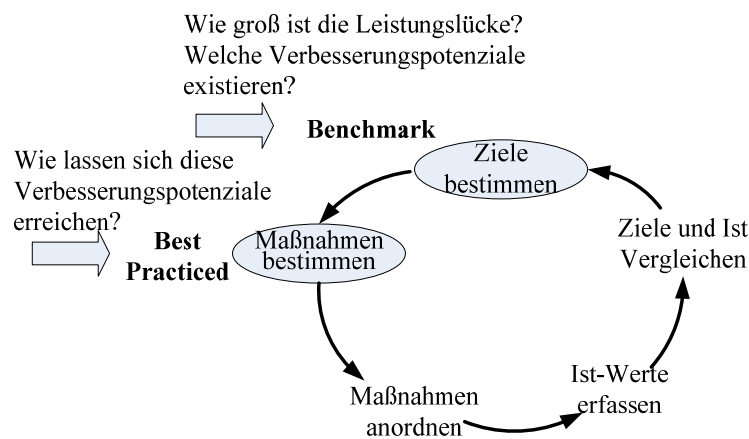 Wie groß ist die Leistungslücke?
Welche Verbesserungspotenziale
existieren?
Benchmark
Ziele
bestimmen
Wie lassen sich diese
Verbesserungspotenziale
erreichen?
Best
Practiced
Maßnahmen
bestimmen
Ziele und Ist
Vergleichen
Ist-Werte
erfassen
Maßnahmen
anordnen